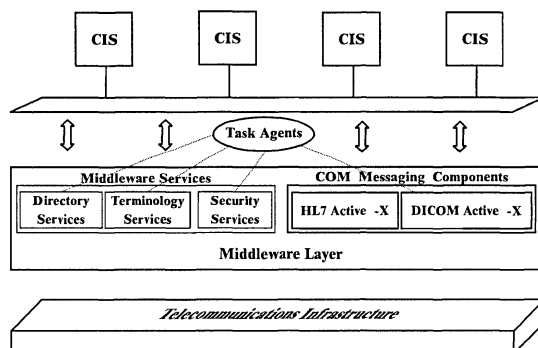 CIS CIS CIS CIS
Task Agents
Middleware Services COM Messaging Components
Directory Services
Terminology Services
Security Services
HL7 Active -X
DICOM Active -X
Middleware Layer
Telecommunications Infrastructure